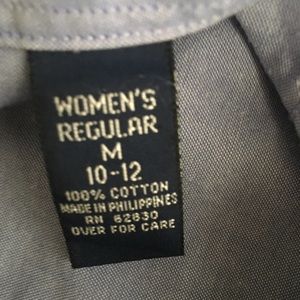 WOMEN'S
REGULAR
M
10-12
100% COTTON
MADE IN PHILIPPINES
RN 62830
OVER FOR CARE